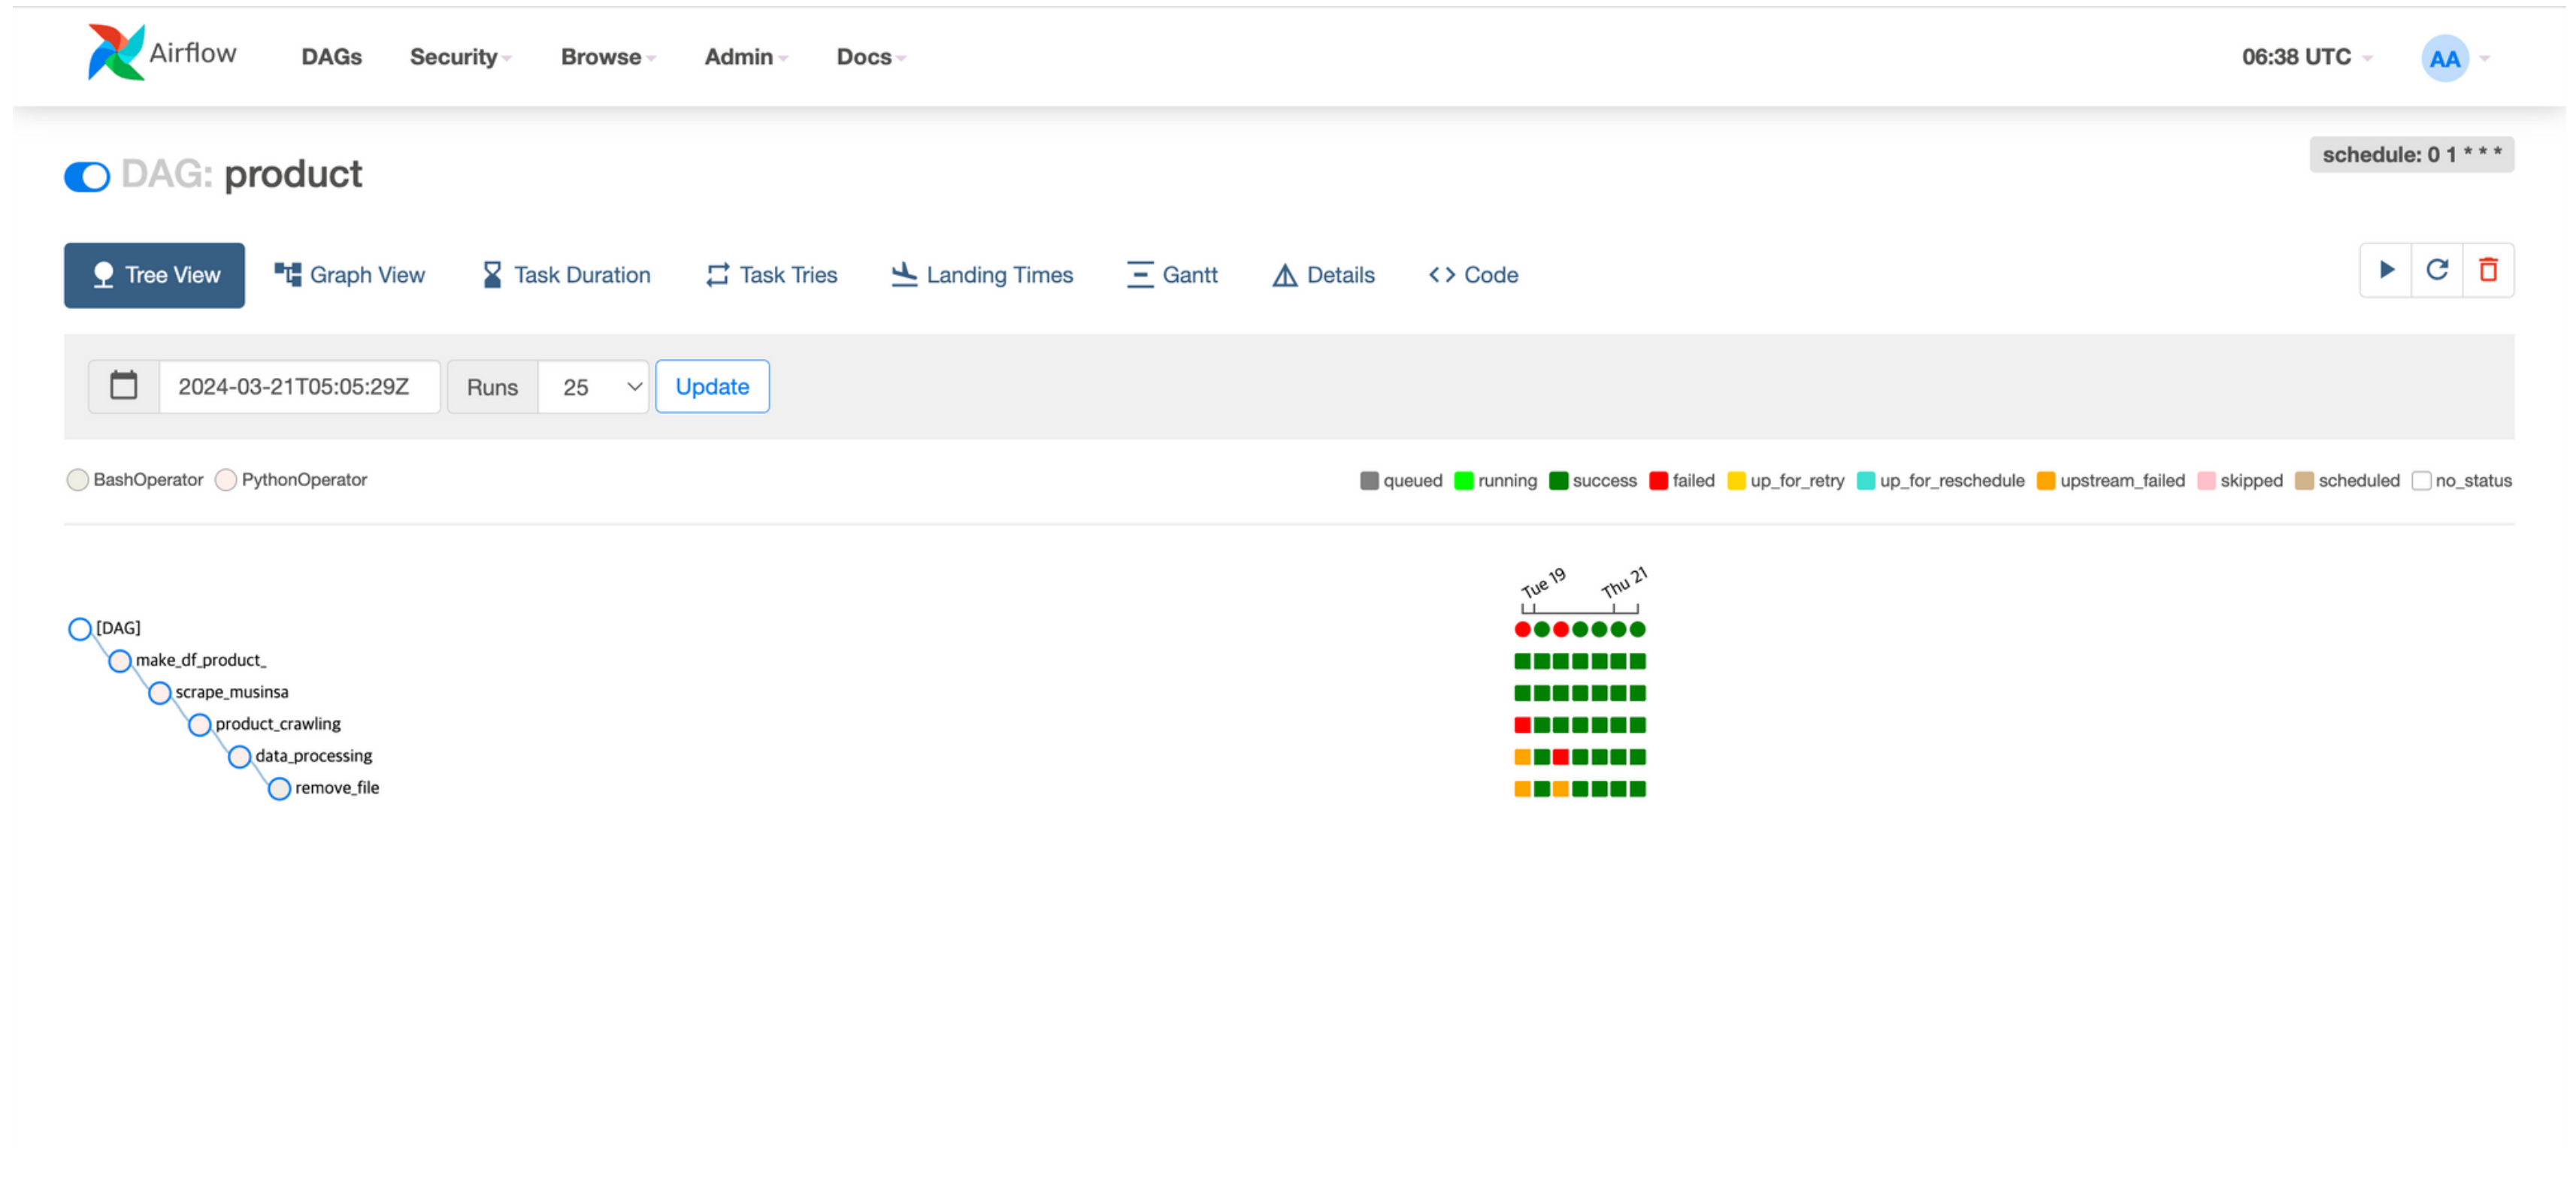 Airflow DAGs Security Browse Admin Docs 06:38 UTC AA
schedule: 0 1 * * *
DAG: product
Tree View Graph View Task Duration Task Tries Landing Times Gantt Details Code
2024-03-21T05:05:29Z Runs 25 Update
BashOperator PythonOperator queued running success failed up_for_retry up_for_reschedule upstream_failed skipped scheduled no_status
Tue 19 Thu 21
[DAG]
make_df_product_
scrape_musinsa
product_crawling
data_processing
remove_file